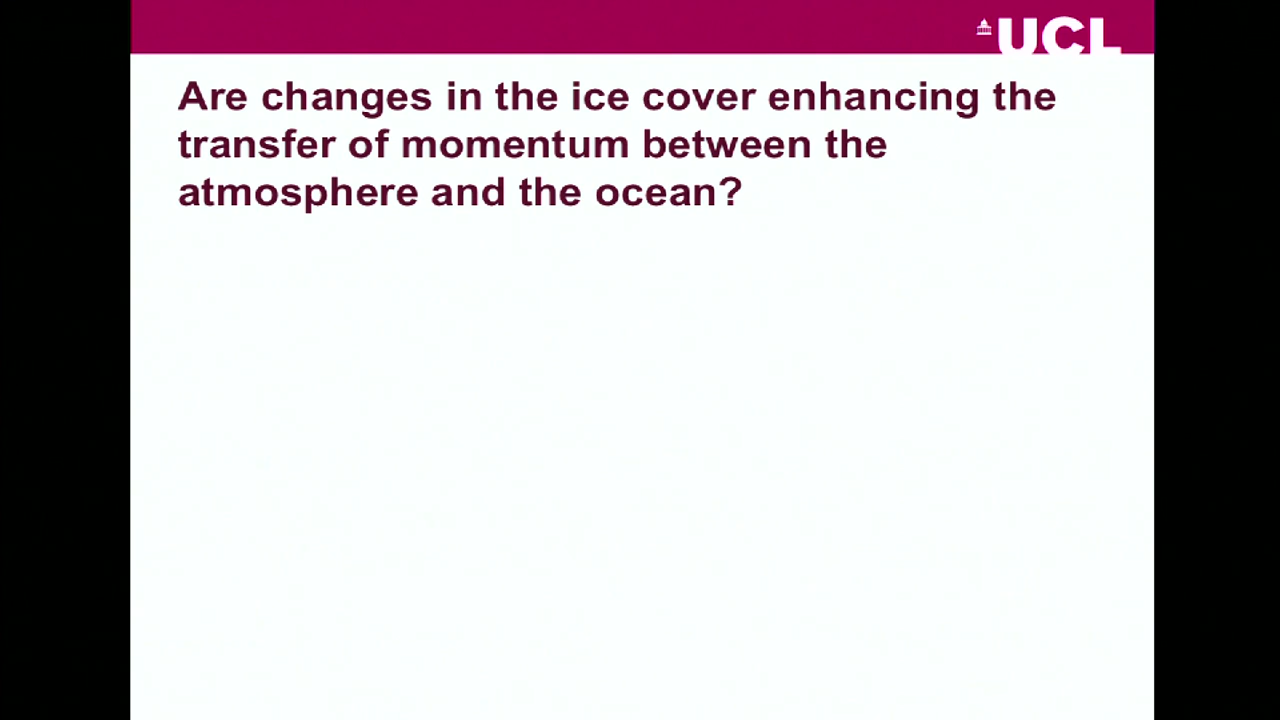 UCL
Are changes in the ice cover enhancing the
transfer of momentum between the
atmosphere and the ocean?